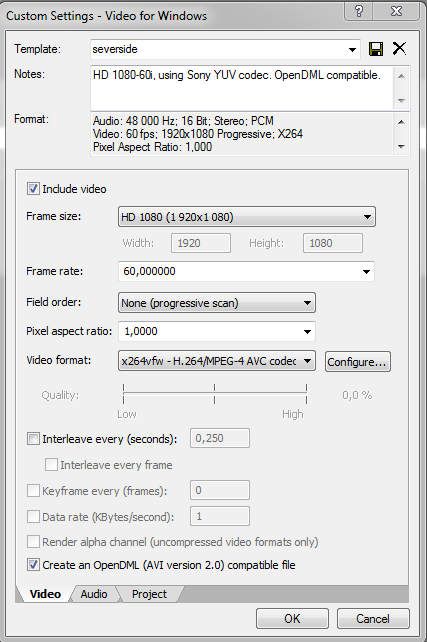 Custom Settings - Video for Windows
Template: severside
Notes: HD 1080-60i, using Sony YUV codec. OpenDML compatible.
Format: Audio: 48 000 Hz; 16 Bit; Stereo; PCM
Video: 60 fps; 1920x1080 Progressive; X264
Pixel Aspect Ratio: 1,000
Include video
Frame size: HD 1080 (1 920x1 080)
Width: 1920 Height: 1080
Frame rate: 60,000000
Field order: None (progressive scan)
Pixel aspect ratio: 1,0000
Video format: x264vfw - H.264/MPEG-4 AVC codec Configure...
Quality: 0,0 %
Low High
Interleave every (seconds): 0,250
Interleave every frame
Keyframe every (frames): 0
Data rate (KBytes/second): 1
Render alpha channel (uncompressed video formats only)
Create an OpenDML (AVI version 2.0) compatible file
Video Audio Project
OK Cancel